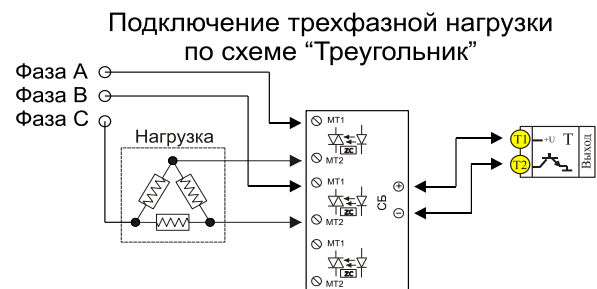 Подключение трехфазной нагрузки
по схеме “Треугольник”
Фаза А
Фаза В
Фаза С
Нагрузка
МТ1
ZC
МТ2
МТ1
ZC
МТ2
МТ1
ZC
МТ2
СБ
+
−
Т1
+U
Т
Т2
Выход